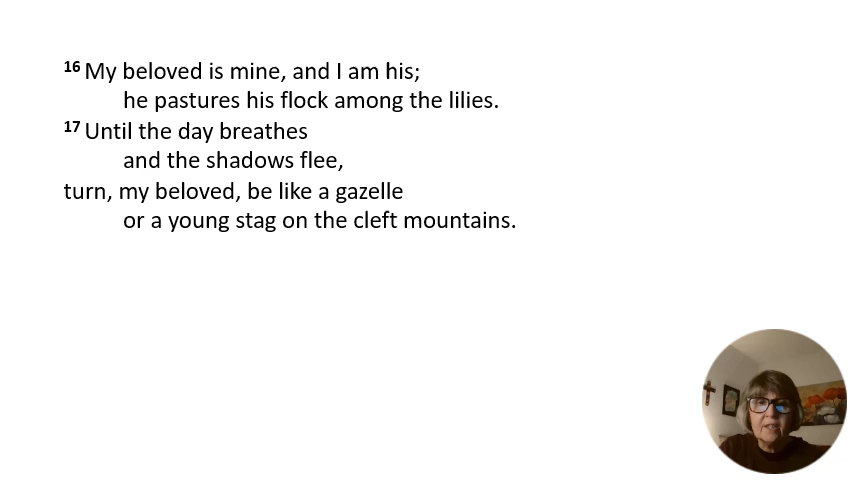 16 My beloved is mine, and I am his;
he pastures his flock among the lilies.
17 Until the day breathes
and the shadows flee,
turn, my beloved, be like a gazelle
or a young stag on the cleft mountains.